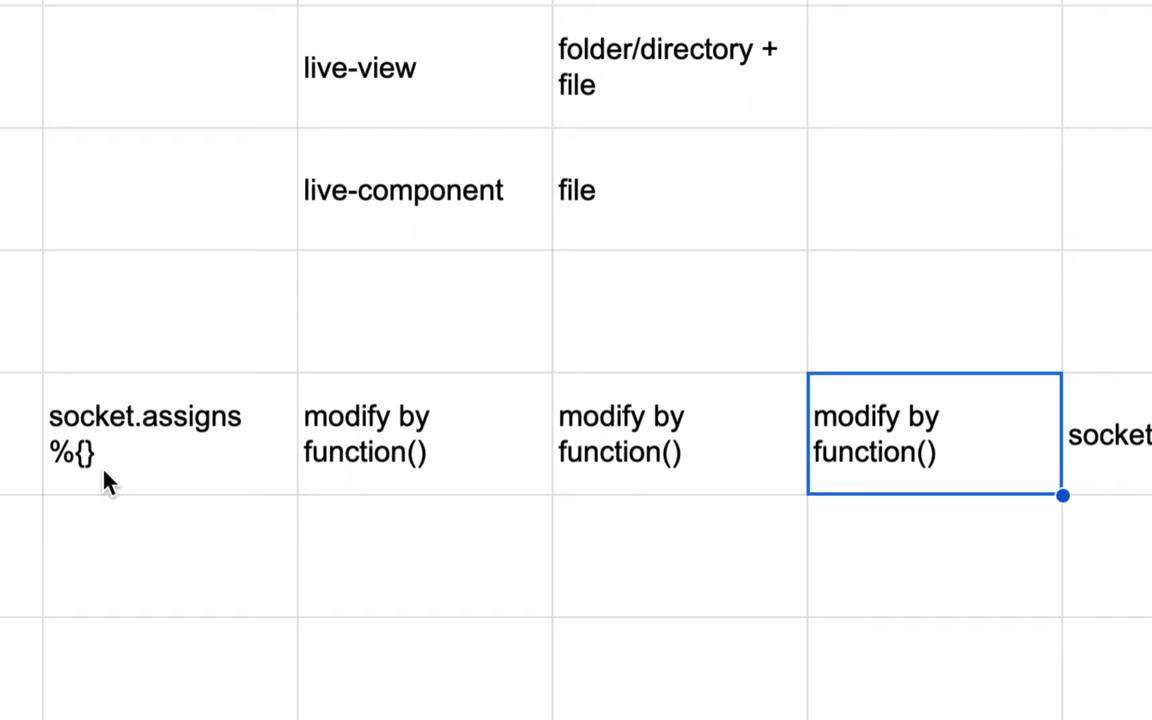 live-view
folder/directory +
file
live-component
file
socket.assigns
%{}
modify by
function()
modify by
function()
modify by
function()
socket